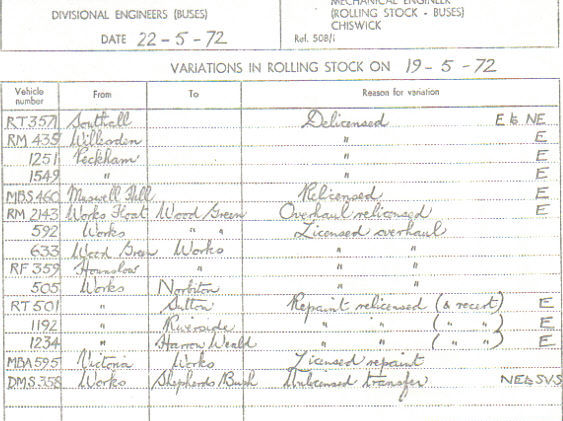 MECHANICAL ENGINEER
DIVISIONAL ENGINEERS (BUSES) (ROLLING STOCK - BUSES)
CHISWICK
DATE 22-5-72 Ref. 508/1
VARIATIONS IN ROLLING STOCK ON 19-5-72
Vehicle number From To Reason for variation
RT 3571 Southall Delicensed E to NE
RM 435 Willesden " E
1251 Peckham " E
1549 " " E
MBS 460 Muswell Hill Relicensed E
RM 2143 Works Float Wood Green Overhaul relicensed E
592 Works " " Licensed overhaul
633 Wood Green Works " "
RF 359 Hounslow " " "
505 Works Norbiton " "
RT 501 " Sutton Repaint relicensed (& recert) E
1192 " Riverside " " ( " " ) E
1234 " Harrow Weald " " ( " " ) E
MBA 595 Victoria Works Licensed repaint
DMS 358 Works Shepherds Bush Unlicensed transfer NE to SVS